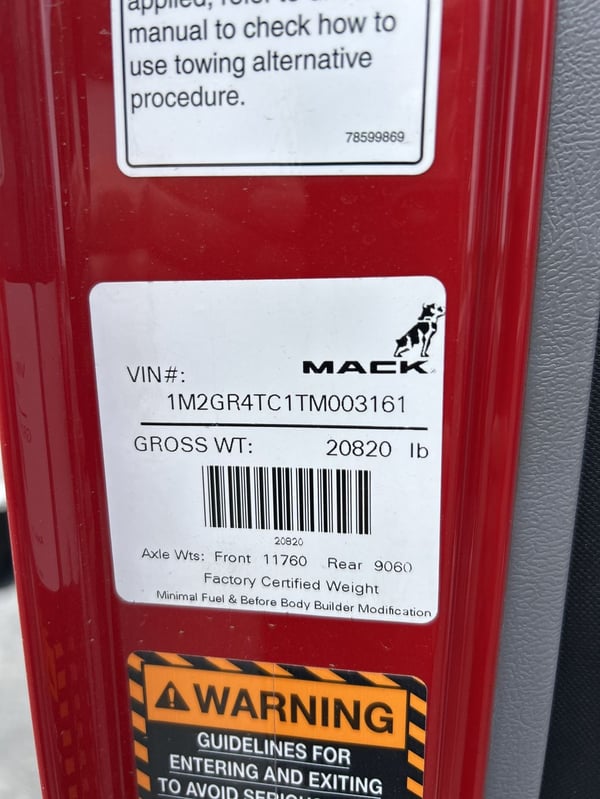 manual to check how to
use towing alternative
procedure.
78599869
MACK
VIN#:
1M2GR4TC1TM003161
GROSS WT: 20820 lb
20820
Axle Wts: Front 11760 Rear 9060
Factory Certified Weight
Minimal Fuel & Before Body Builder Modification
WARNING
GUIDELINES FOR
ENTERING AND EXITING
TO AVOID